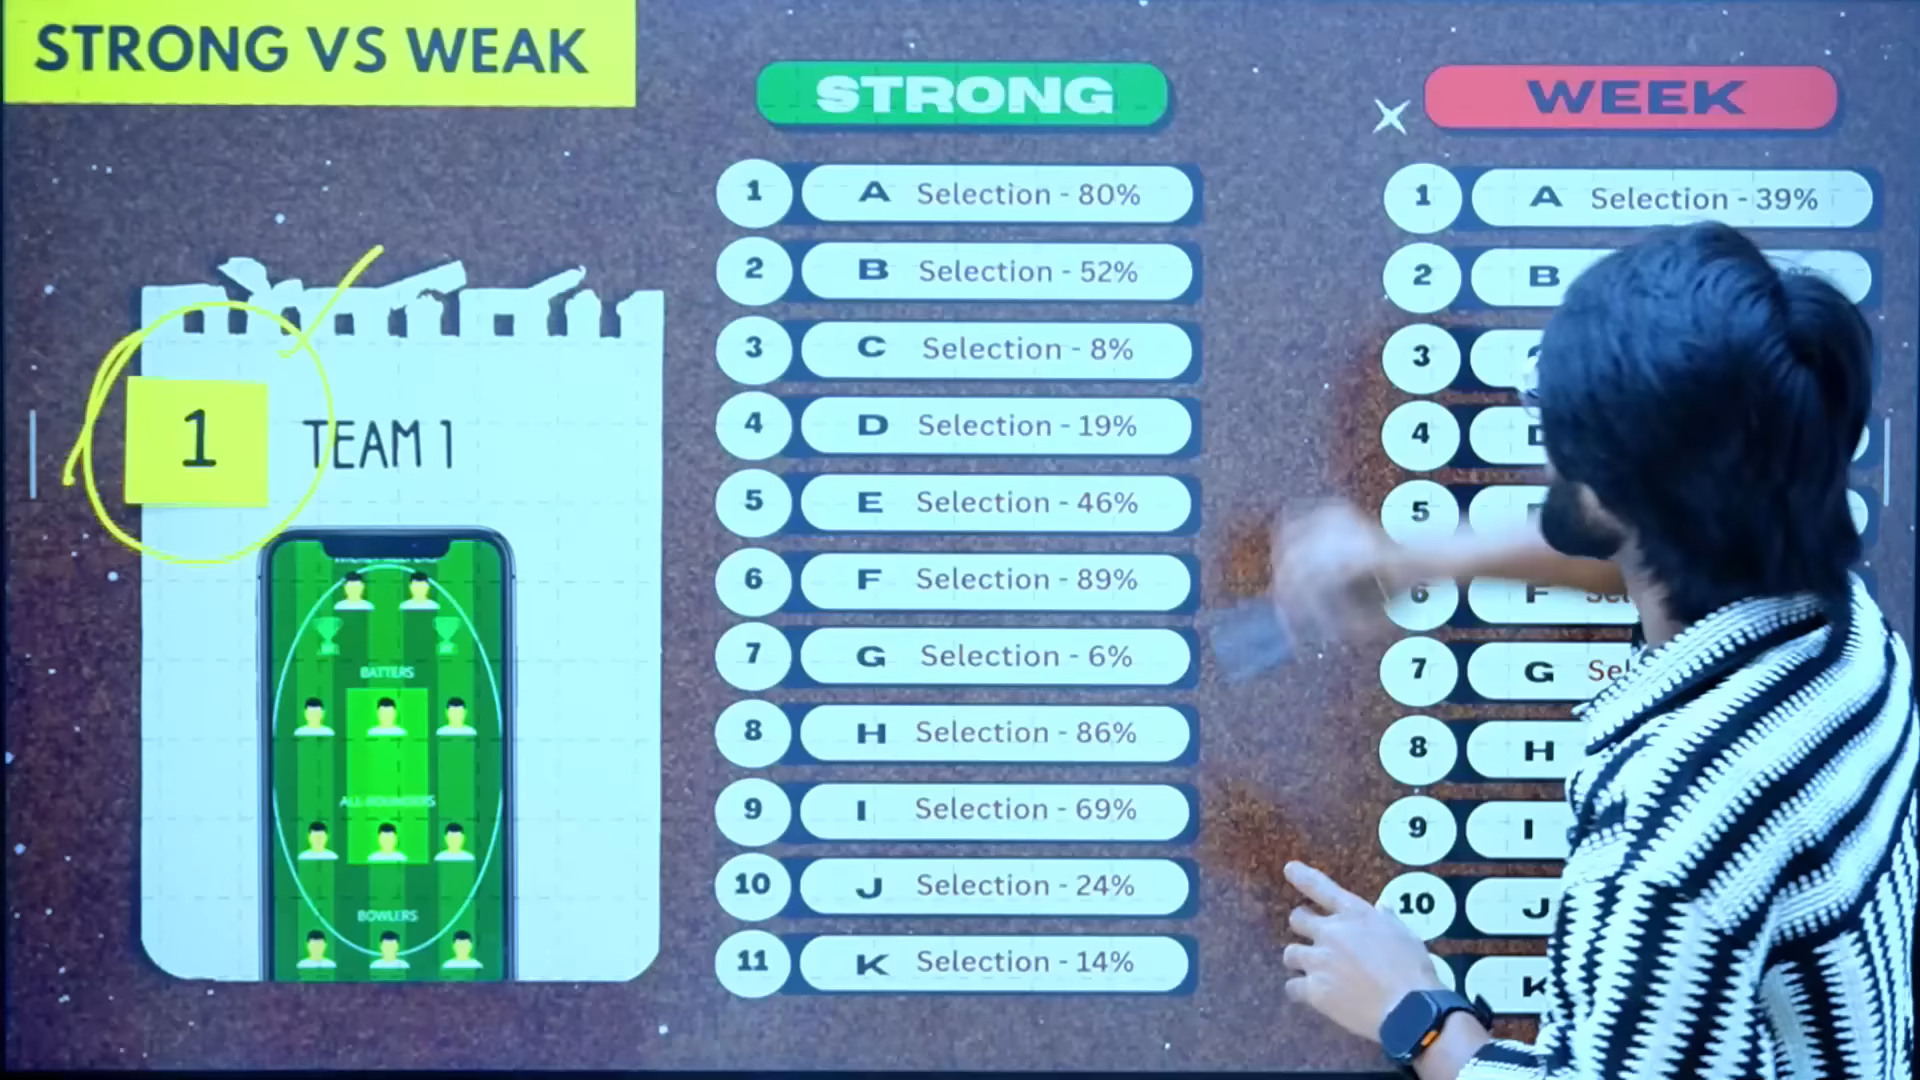 STRONG VS WEAK
1
TEAM 1
BATTERS
ALL-ROUNDERS
BOWLERS
STRONG
1 A Selection - 80%
2 B Selection - 52%
3 C Selection - 8%
4 D Selection - 19%
5 E Selection - 46%
6 F Selection - 89%
7 G Selection - 6%
8 H Selection - 86%
9 I Selection - 69%
10 J Selection - 24%
11 K Selection - 14%
WEEK
1 A Selection - 39%
2 B
3
4
5
6 F
7 G
8 H
9 I
10 J
K